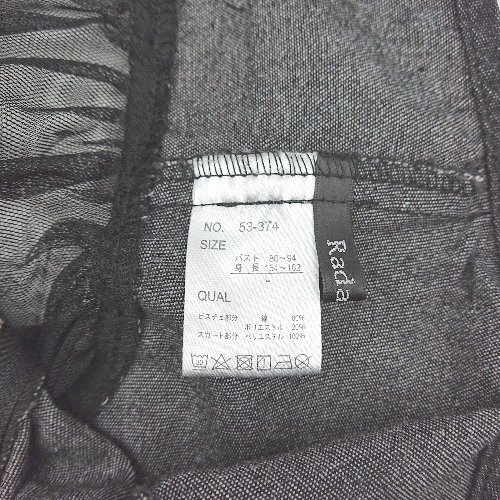 NO. 53-374
SIZE
バスト 86〜94
身長 154〜162
-
QUAL
ビスチェ部分 綿 80%
ポリエステル 20%
スカート部分 ポリエステル 100%
Rada